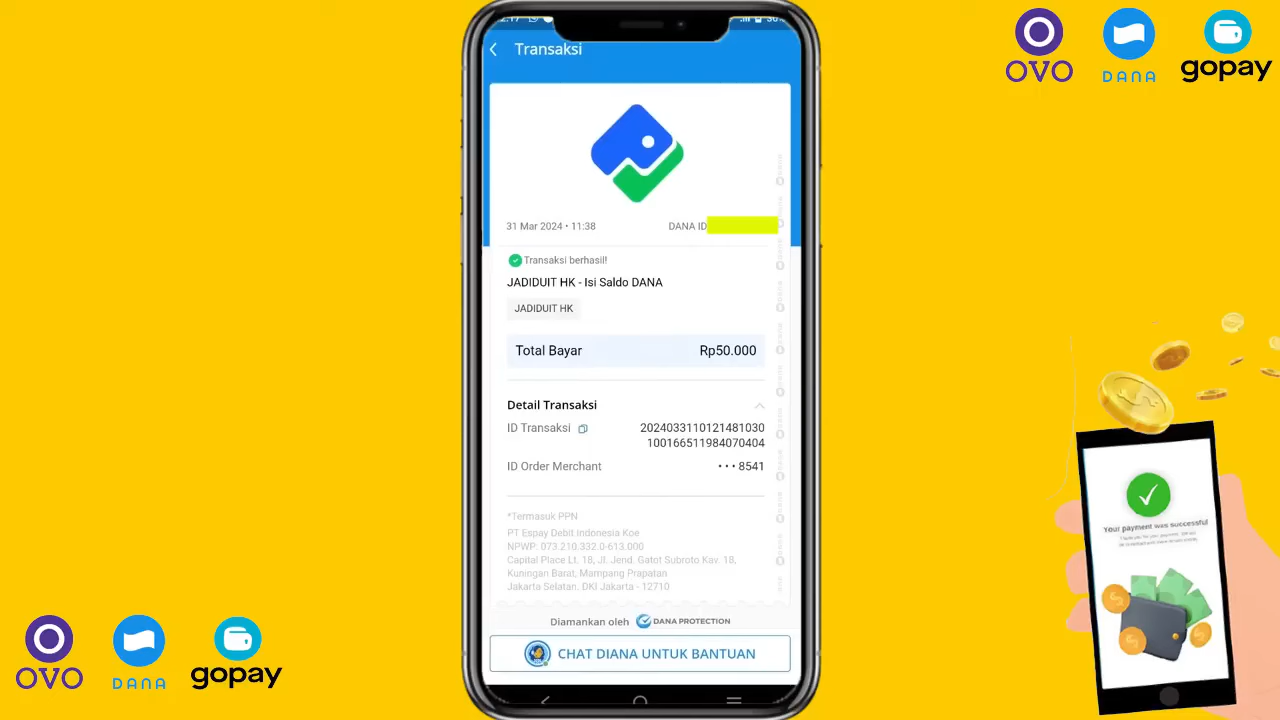 Transaksi
31 Mar 2024 • 11:38
DANA ID
Transaksi berhasil!
JADIDUIT HK - Isi Saldo DANA
JADIDUIT HK
Total Bayar Rp50.000
Detail Transaksi
ID Transaksi 2024033110121481030
100166511984070404
ID Order Merchant • • • 8541
*Termasuk PPN
PT Espay Debit Indonesia Koe
NPWP: 073.210.332.0-613.000
Capital Place Lt. 18, Jl. Jend. Gatot Subroto Kav. 18,
Kuningan Barat, Mampang Prapatan
Jakarta Selatan. DKI Jakarta - 12710
Diamankan oleh DANA PROTECTION
CHAT DIANA UNTUK BANTUAN
OVO
DANA
gopay
Your payment was successful
OVO
DANA
gopay